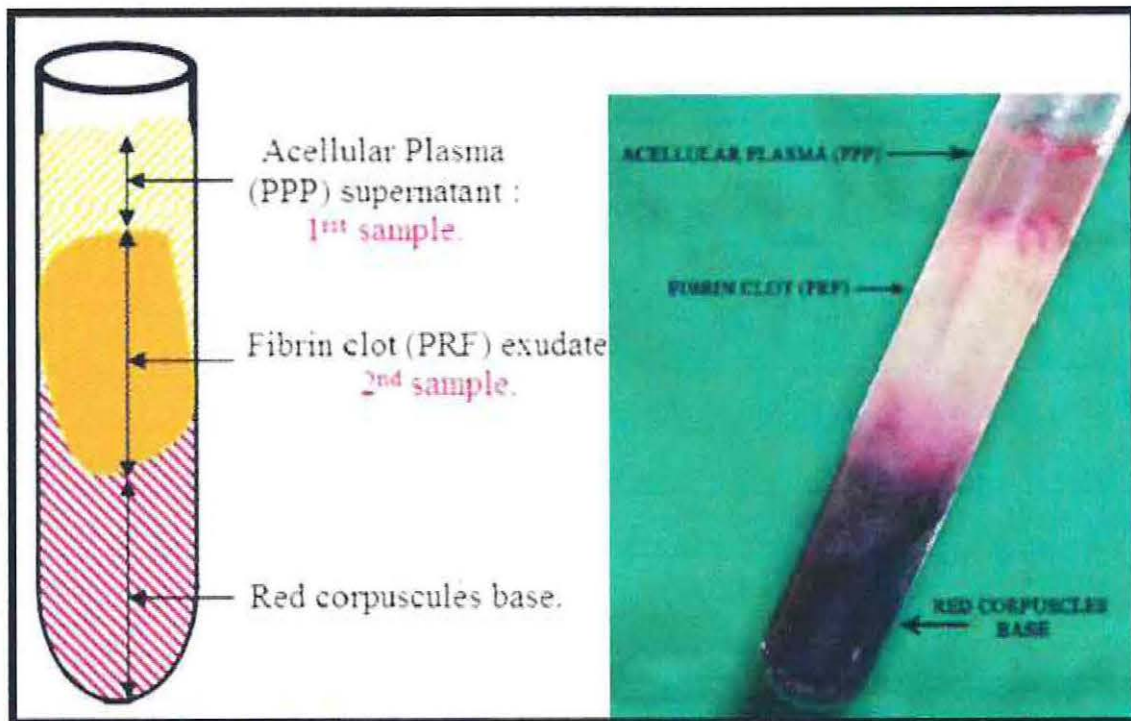 Acellular Plasma
(PPP) supernatant :
1rst sample.
Fibrin clot (PRF) exudate
2nd sample.
Red corpuscules base.
ACELLULAR PLASMA (PPP)
FIBRIN CLOT (PRF)
RED CORPUSCLES
BASE